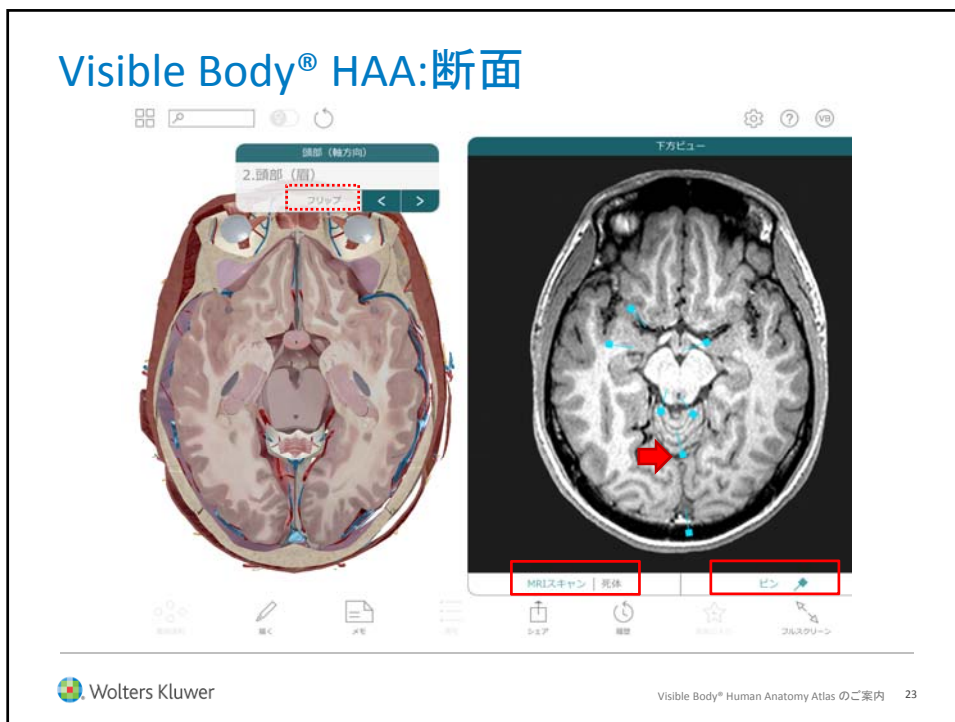 Visible Body® HAA:断面
VB
頭部（軸方向）
2.頭部（眉）
フリップ
< >
下方ビュー
MRIスキャン | 死体
ピン
描く
メモ
シェア
履歴
フルスクリーン
Wolters Kluwer
Visible Body® Human Anatomy Atlas のご案内 23